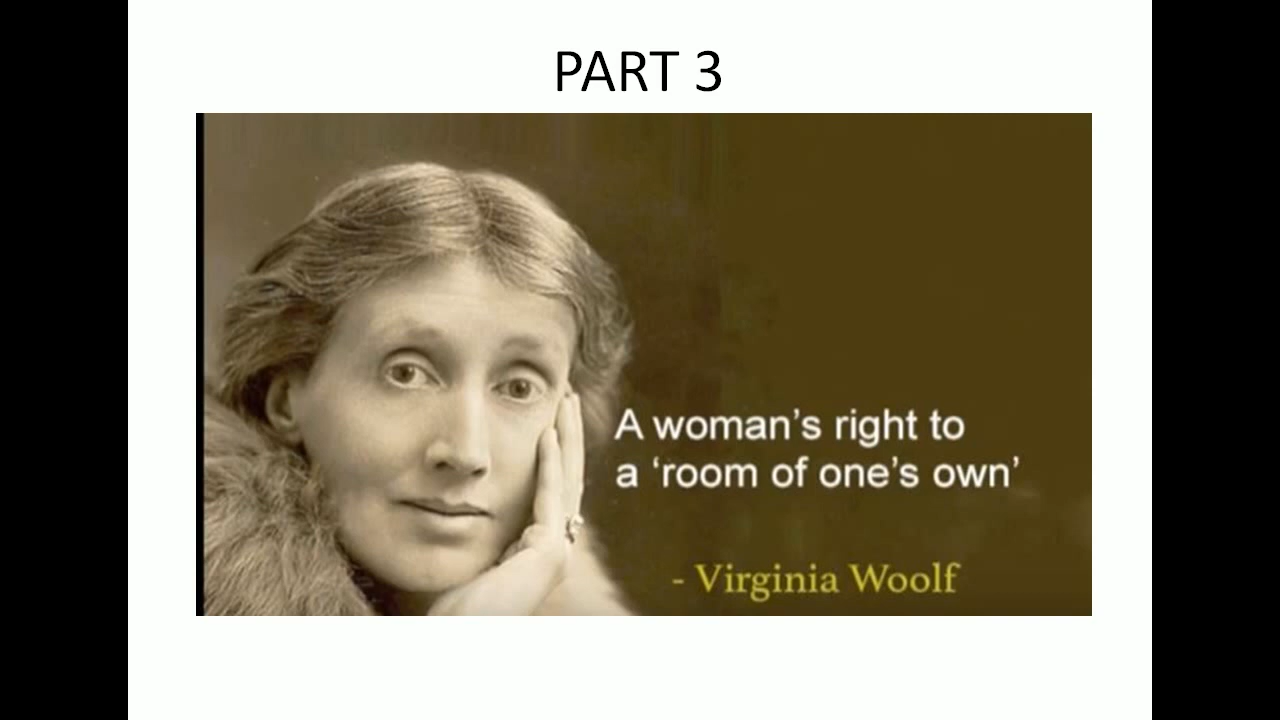 PART 3
A woman’s right to
a ‘room of one’s own’
- Virginia Woolf